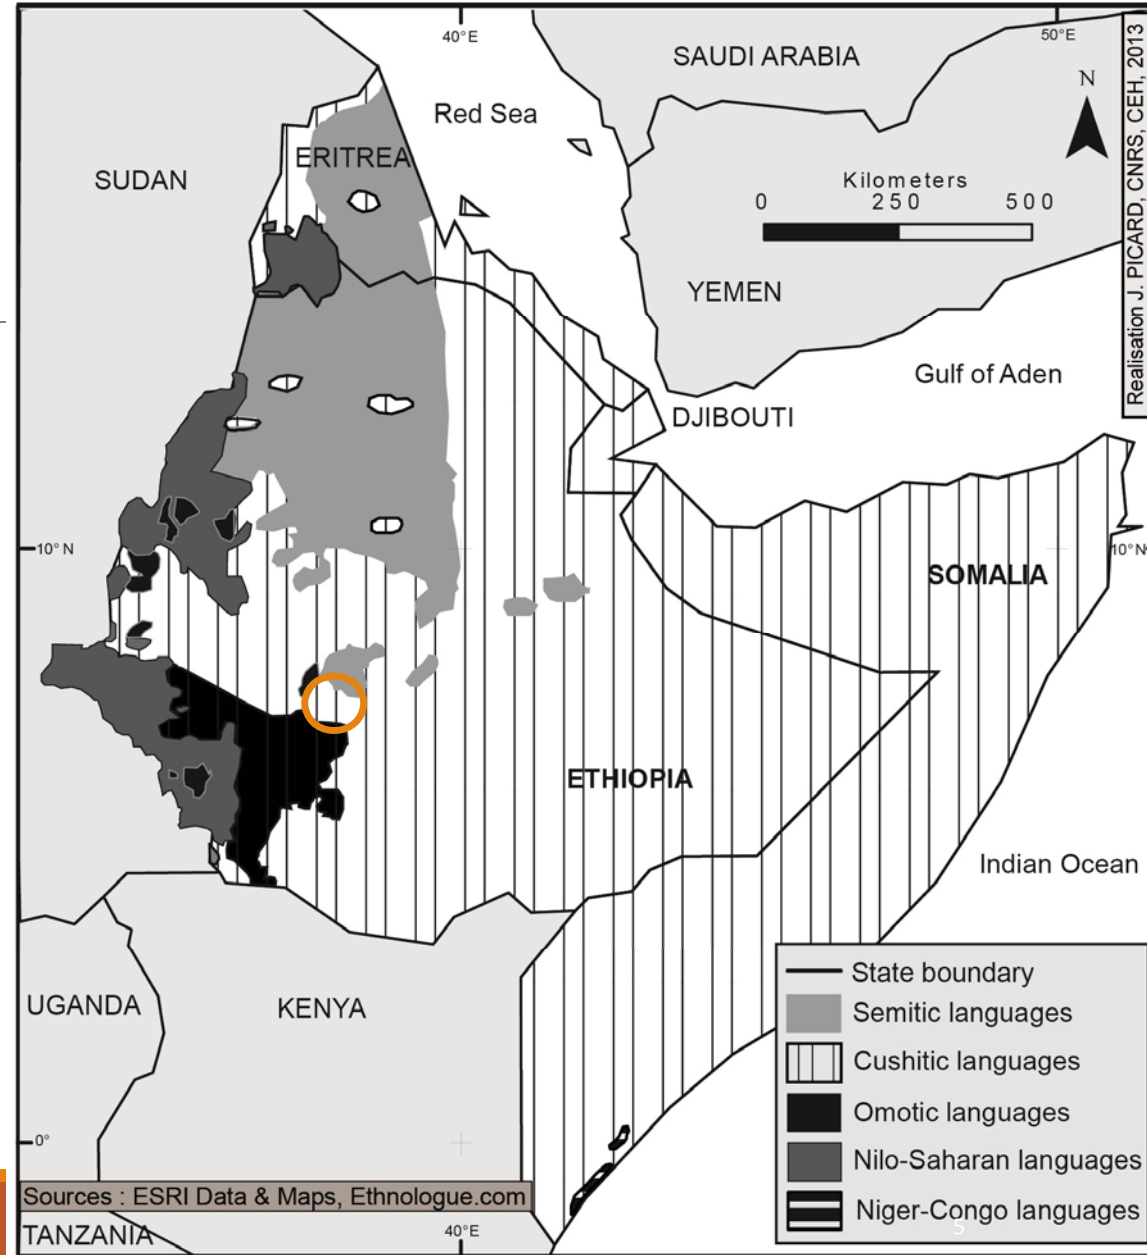 40°E
50°E
SAUDI ARABIA
N
Red Sea
ERITREA
SUDAN
Kilometers
0 250 500
Realisation J. PICARD, CNRS, CEH, 2013
YEMEN
Gulf of Aden
DJIBOUTI
10°N
10°N
SOMALIA
ETHIOPIA
Indian Ocean
UGANDA
KENYA
State boundary
Semitic languages
Cushitic languages
Omotic languages
Nilo-Saharan languages
Niger-Congo languages
5
0°
Sources : ESRI Data & Maps, Ethnologue.com
TANZANIA
40°E